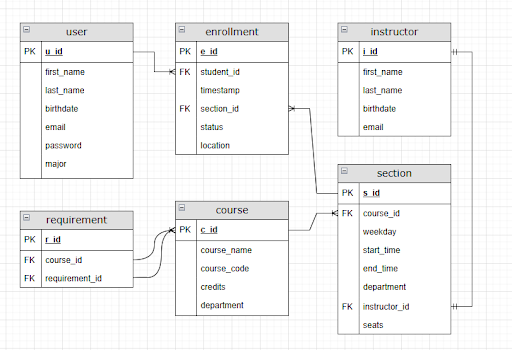 user
PK u_id
first_name
last_name
birthdate
email
password
major
enrollment
PK e_id
FK student_id
timestamp
FK section_id
status
location
instructor
PK i_id
first_name
last_name
birthdate
email
requirement
PK r_id
FK course_id
FK requirement_id
course
PK c_id
course_name
course_code
credits
department
section
PK s_id
FK course_id
weekday
start_time
end_time
department
FK instructor_id
seats